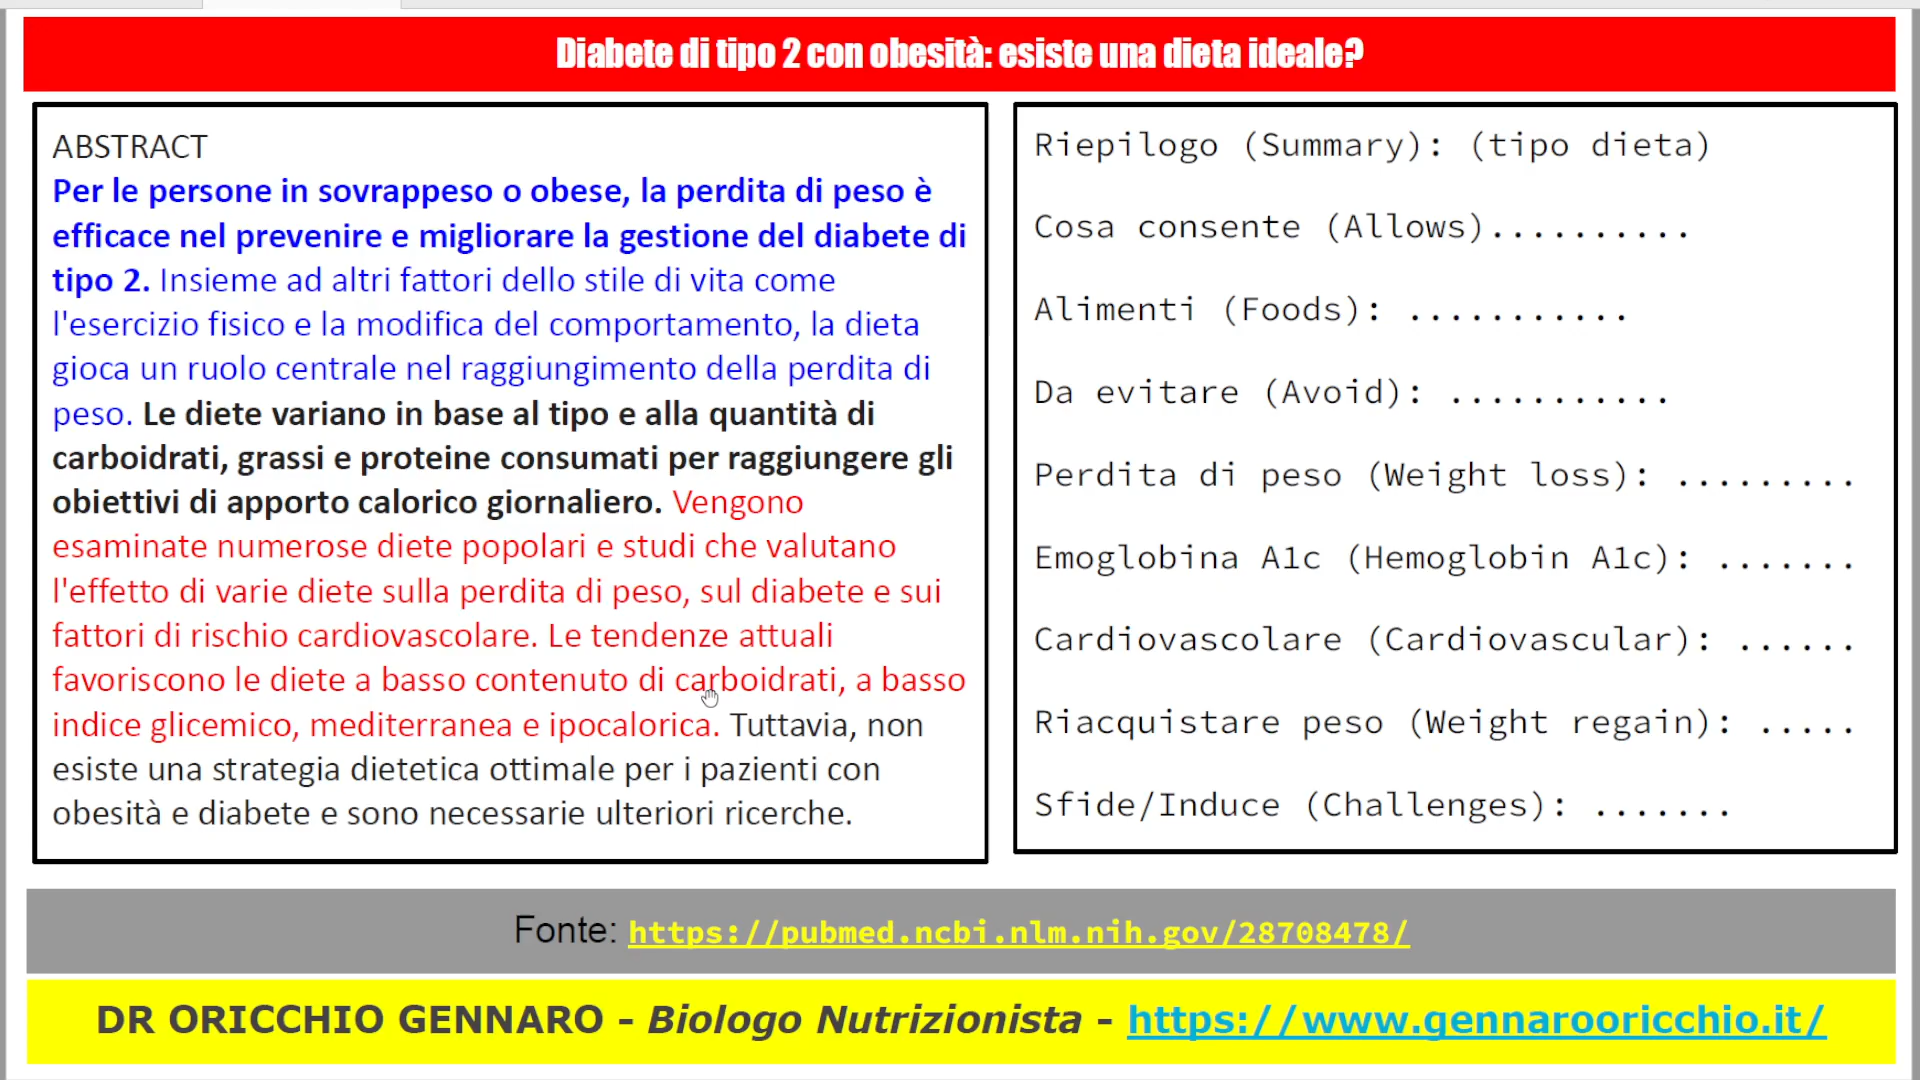 Diabete di tipo 2 con obesità: esiste una dieta ideale?
ABSTRACT
Per le persone in sovrappeso o obese, la perdita di peso è
efficace nel prevenire e migliorare la gestione del diabete di
tipo 2. Insieme ad altri fattori dello stile di vita come
l'esercizio fisico e la modifica del comportamento, la dieta
gioca un ruolo centrale nel raggiungimento della perdita di
peso. Le diete variano in base al tipo e alla quantità di
carboidrati, grassi e proteine consumati per raggiungere gli
obiettivi di apporto calorico giornaliero. Vengono
esaminate numerose diete popolari e studi che valutano
l'effetto di varie diete sulla perdita di peso, sul diabete e sui
fattori di rischio cardiovascolare. Le tendenze attuali
favoriscono le diete a basso contenuto di carboidrati, a basso
indice glicemico, mediterranea e ipocalorica. Tuttavia, non
esiste una strategia dietetica ottimale per i pazienti con
obesità e diabete e sono necessarie ulteriori ricerche.
Riepilogo (Summary): (tipo dieta)
Cosa consente (Allows)..........
Alimenti (Foods): ...........
Da evitare (Avoid): ...........
Perdita di peso (Weight loss): .........
Emoglobina A1c (Hemoglobin A1c): .......
Cardiovascolare (Cardiovascular): ......
Riacquistare peso (Weight regain): .....
Sfide/Induce (Challenges): .......
Fonte: https://pubmed.ncbi.nlm.nih.gov/28708478/
DR ORICCHIO GENNARO - Biologo Nutrizionista - https://www.gennarooricchio.it/